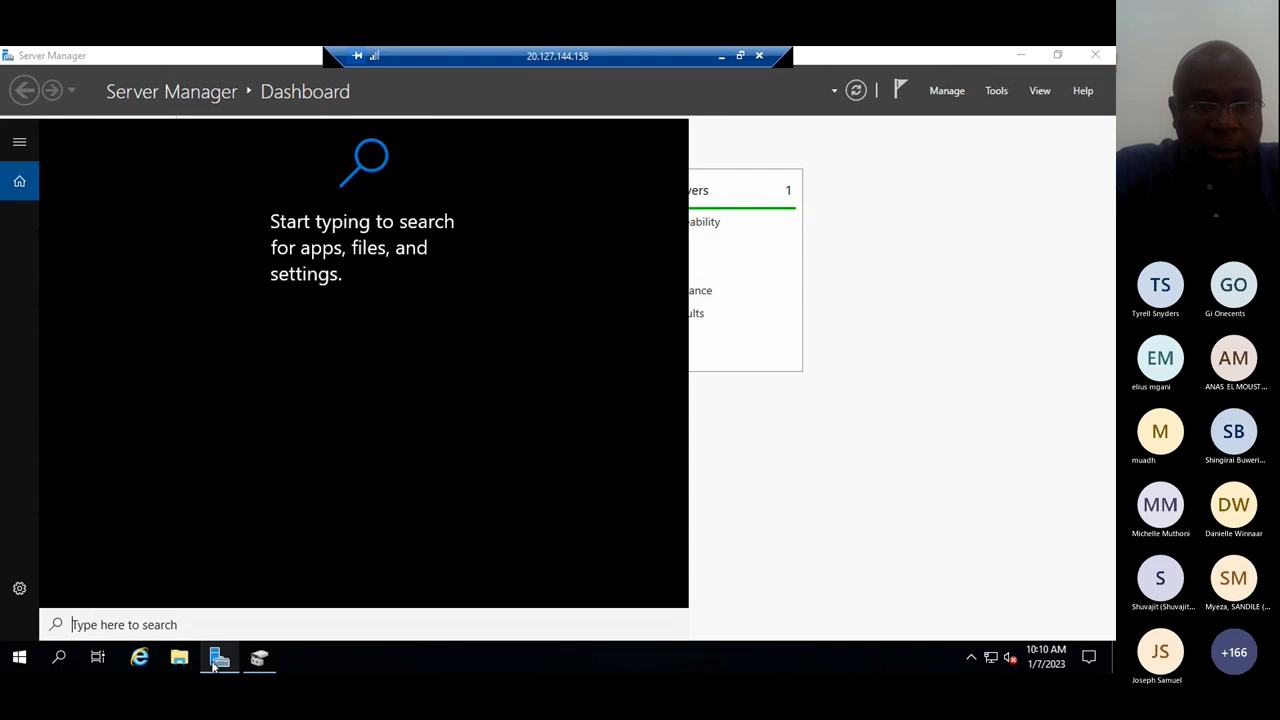 Server Manager
20.127.144.158
Server Manager
Dashboard
Manage
Tools
View
Help
Start typing to search
for apps, files, and
settings.
vers
1
eability
ance
ults
Type here to search
10:10 AM
1/7/2023
TS
GO
Tyrell Snyders
Gi Onecents
EM
AM
elius mgani
ANAS EL MOUST...
M
SB
muadh
Shingirai Buweri...
MM
DW
Michelle Muthoni
Danielle Winnaar
S
SM
Shuvajit (Shuvajit...
Myeza, SANDILE (...
JS
+166
Joseph Samuel